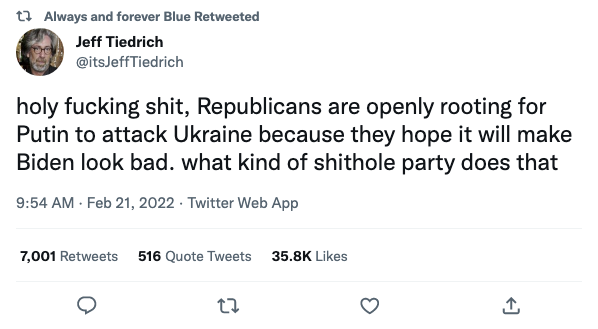 Always and forever Blue Retweeted
Jeff Tiedrich
@itsJeffTiedrich
holy fucking shit, Republicans are openly rooting for
Putin to attack Ukraine because they hope it will make
Biden look bad. what kind of shithole party does that
9:54 AM · Feb 21, 2022 · Twitter Web App
7,001 Retweets 516 Quote Tweets 35.8K Likes